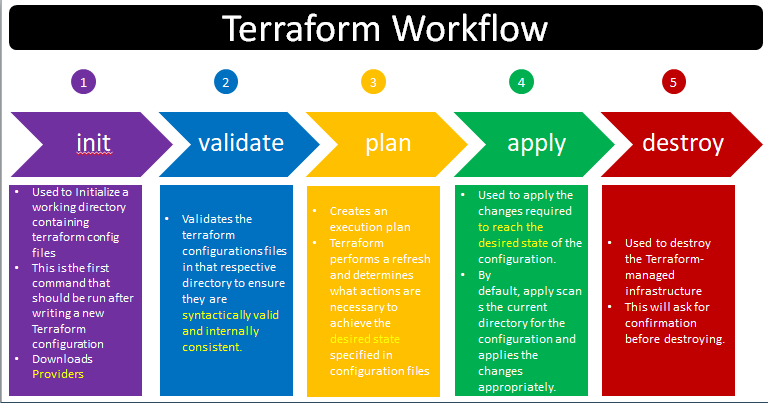 Terraform Workflow
1
2
3
4
5
init
validate
plan
apply
destroy
• Used to Initialize a
working directory
containing
terraform config
files
• This is the first
command that
should be run after
writing a new
Terraform
configuration
• Downloads
Providers
• Validates the
terraform
configurations files
in that respective
directory to ensure
they are
syntactically valid
and internally
consistent.
• Creates an
execution plan
• Terraform
performs a refresh
and determines
what actions are
necessary to
achieve the
desired state
specified in
configuration files
• Used to apply the
changes required
to reach the
desired state of the
configuration.
• By
default, apply scan
s the current
directory for the
configuration and
applies the
changes
appropriately.
• Used to destroy
the Terraform-
managed
infrastructure
• This will ask for
confirmation
before destroying.